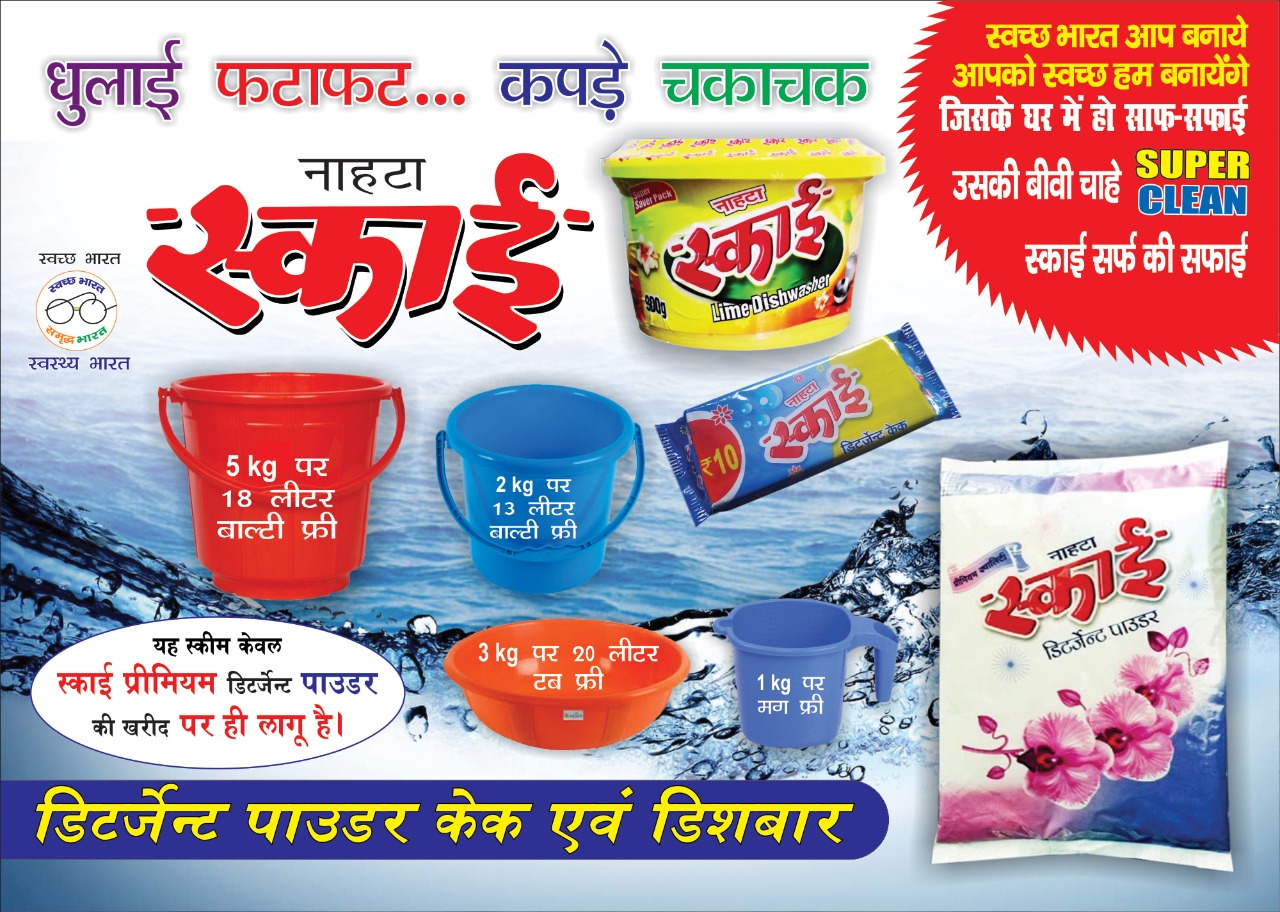 धुलाई फटाफट... कपड़े चकाचक
स्वच्छ भारत आप बनाये
आपको स्वच्छ हम बनायेंगे
जिसके घर में हो साफ-सफाई
उसकी बीवी चाहे SUPER CLEAN
स्काई सर्फ की सफाई
नाहटा
स्काई
स्वच्छ भारत
स्वच्छ भारत
समृद्ध भारत
स्वस्थ्य भारत
Super
Saver Pack
नाहटा
स्काई
900g
Lime Dishwasher
₹10
नाहटा
स्काई
डिटर्जेन्ट केक
5 kg पर
18 लीटर
बाल्टी फ्री
2 kg पर
13 लीटर
बाल्टी फ्री
3 kg पर 20 लीटर
टब फ्री
1 kg पर
मग फ्री
प्रीमियम क्वालिटी
नाहटा
स्काई
डिटर्जेन्ट पाउडर
यह स्कीम केवल
स्काई प्रीमियम डिटर्जेन्ट पाउडर
की खरीद पर ही लागू है।
डिटर्जेन्ट पाउडर केक एवं डिशबार